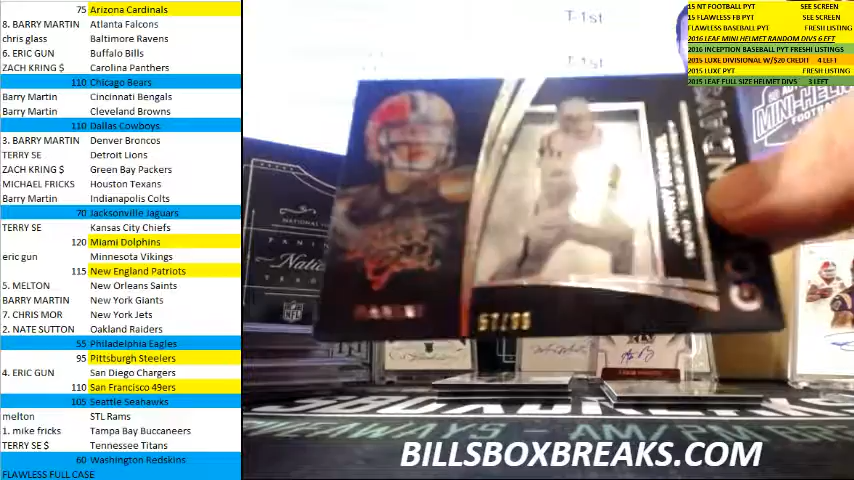 75 Arizona Cardinals
8. BARRY MARTIN Atlanta Falcons
chris glass Baltimore Ravens
6. ERIC GUN Buffalo Bills
ZACH KRING $ Carolina Panthers
110 Chicago Bears
Barry Martin Cincinnati Bengals
Barry Martin Cleveland Browns
110 Dallas Cowboys
3. BARRY MARTIN Denver Broncos
TERRY SE Detroit Lions
ZACH KRING $ Green Bay Packers
MICHAEL FRICKS Houston Texans
Barry Martin Indianapolis Colts
70 Jacksonville Jaguars
TERRY SE Kansas City Chiefs
120 Miami Dolphins
eric gun Minnesota Vikings
115 New England Patriots
5. MELTON New Orleans Saints
BARRY MARTIN New York Giants
7. CHRIS MOR New York Jets
2. NATE SUTTON Oakland Raiders
55 Philadelphia Eagles
95 Pittsburgh Steelers
4. ERIC GUN San Diego Chargers
110 San Francisco 49ers
105 Seattle Seahawks
melton STL Rams
1. mike fricks Tampa Bay Buccaneers
TERRY SE $ Tennessee Titans
60 Washington Redskins
FLAWLESS FULL CASE
T-1st
T-1st
15 NT FOOTBALL PYT SEE SCREEN
15 FLAWLESS FB PYT SEE SCREEN
FLAWLESS BASEBALL PYT FRESH LISTING
2016 LEAF MINI HELMET RANDOM DIVS 6 LEFT
2016 INCEPTION BASEBALL PYT FRESH LISTINGS
2015 LUXE DIVISIONAL W/$20 CREDIT 4 LEFT
2015 LUXE PYT FRESH LISTING
2015 LEAF FULL SIZE HELMET DIVS 3 LEFT
MINI-HELM
FOOTBALL
PANINI
NFL
BILLSBOXBREAKS.COM